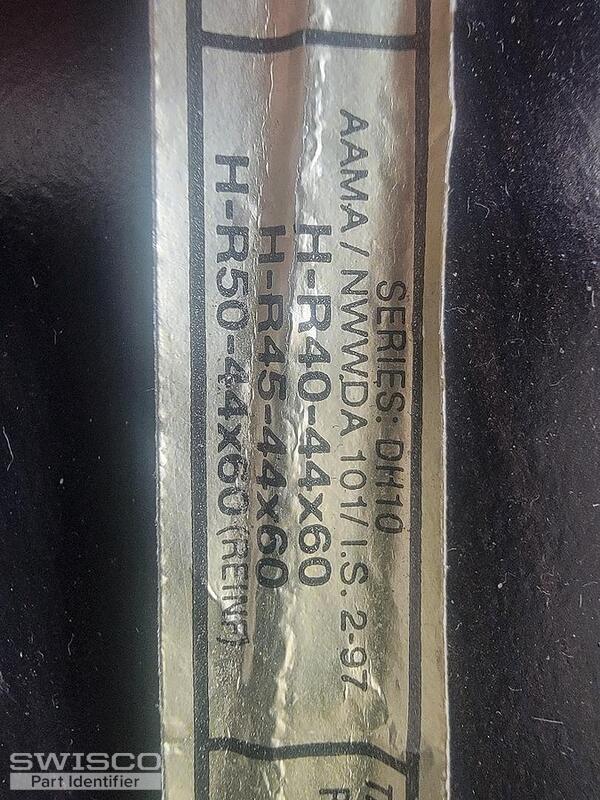 SERIES: DH10
AAMA / NWWDA 101/ I.S. 2-97
H-R40-44x60
H-R45-44x60
H-R50-44x60 (REINF)
SWISCO
Part Identifier